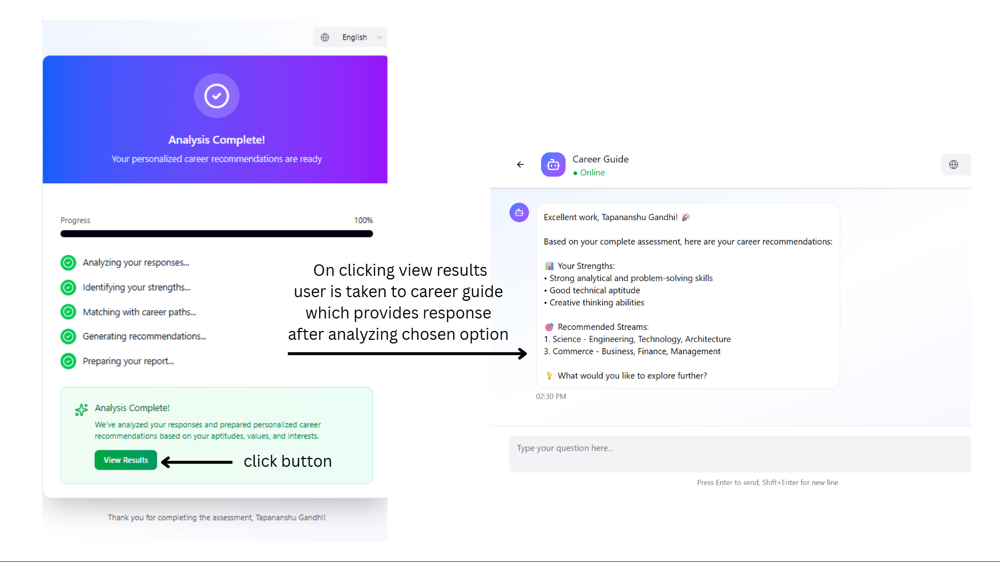 English
Analysis Complete!
Your personalized career recommendations are ready
Progress
100%
Analyzing your responses...
Identifying your strengths...
Matching with career paths...
Generating recommendations...
Preparing your report...
Analysis Complete!
We've analyzed your responses and prepared personalized career
recommendations based on your aptitudes, values, and interests.
View Results
click button
Thank you for completing the assessment, Tapananshu Gandhi!
On clicking view results
user is taken to career guide
which provides response
after analyzing chosen option
Career Guide
● Online
Excellent work, Tapananshu Gandhi! 🎉
Based on your complete assessment, here are your career recommendations:
📊 Your Strengths:
• Strong analytical and problem-solving skills
• Good technical aptitude
• Creative thinking abilities
🎯 Recommended Streams:
1. Science - Engineering, Technology, Architecture
3. Commerce - Business, Finance, Management
💡 What would you like to explore further?
02:30 PM
Type your question here...
Press Enter to send, Shift+Enter for new line